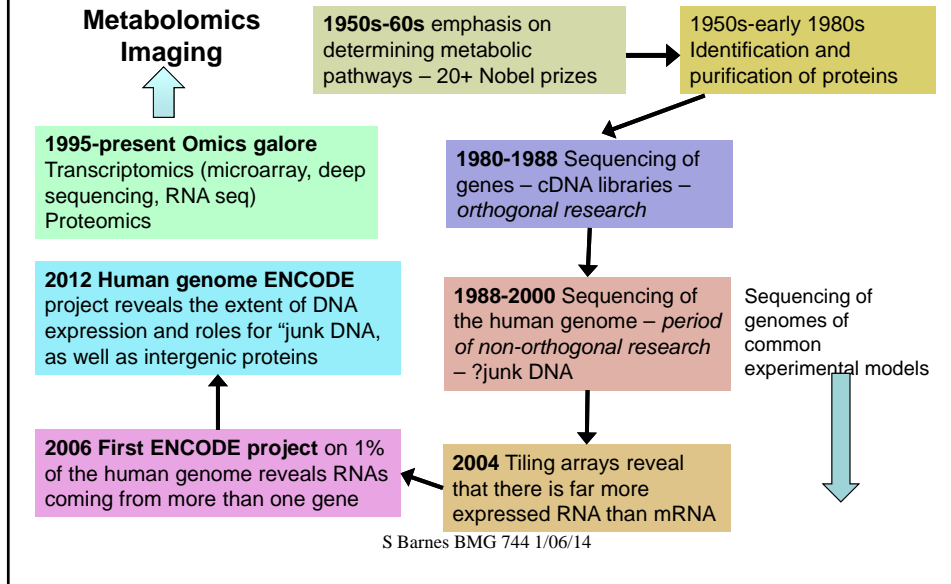 Metabolomics
Imaging
1950s-60s emphasis on
determining metabolic
pathways – 20+ Nobel prizes
1950s-early 1980s
Identification and
purification of proteins
1995-present Omics galore
Transcriptomics (microarray, deep
sequencing, RNA seq)
Proteomics
1980-1988 Sequencing of
genes – cDNA libraries –
orthogonal research
2012 Human genome ENCODE
project reveals the extent of DNA
expression and roles for “junk DNA,
as well as intergenic proteins
1988-2000 Sequencing of
the human genome – period
of non-orthogonal research
– ?junk DNA
Sequencing of
genomes of
common
experimental models
2006 First ENCODE project on 1%
of the human genome reveals RNAs
coming from more than one gene
2004 Tiling arrays reveal
that there is far more
expressed RNA than mRNA
S Barnes BMG 744 1/06/14